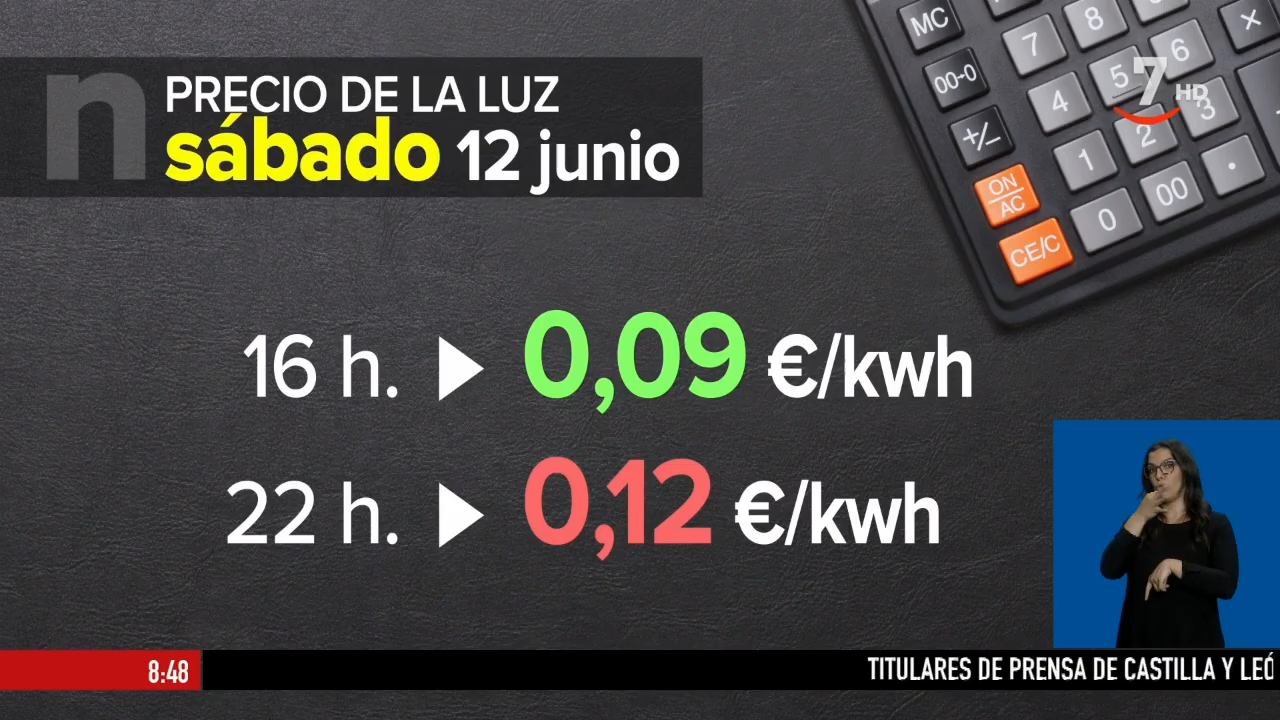 n
PRECIO DE LA LUZ
sábado 12 junio
16 h. ▶ 0,09 €/kwh
22 h. ▶ 0,12 €/kwh
MC
7 8
× 
00→0
4 5 6
+/−
1 2 3
ON/AC
0 00 .
CE/C
7 HD
8:48
TITULARES DE PRENSA DE CASTILLA Y LEÓ